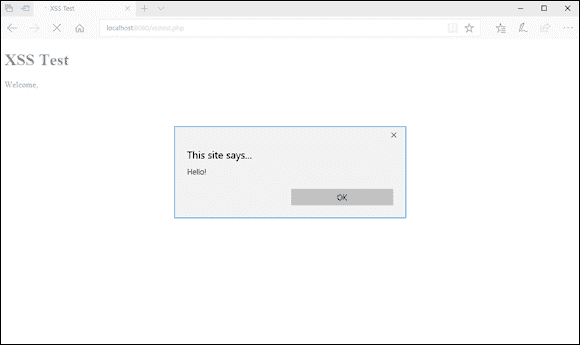 XSS Test
localhost:8080/xsstest.php
XSS Test
Welcome,
This site says...
Hello!
OK